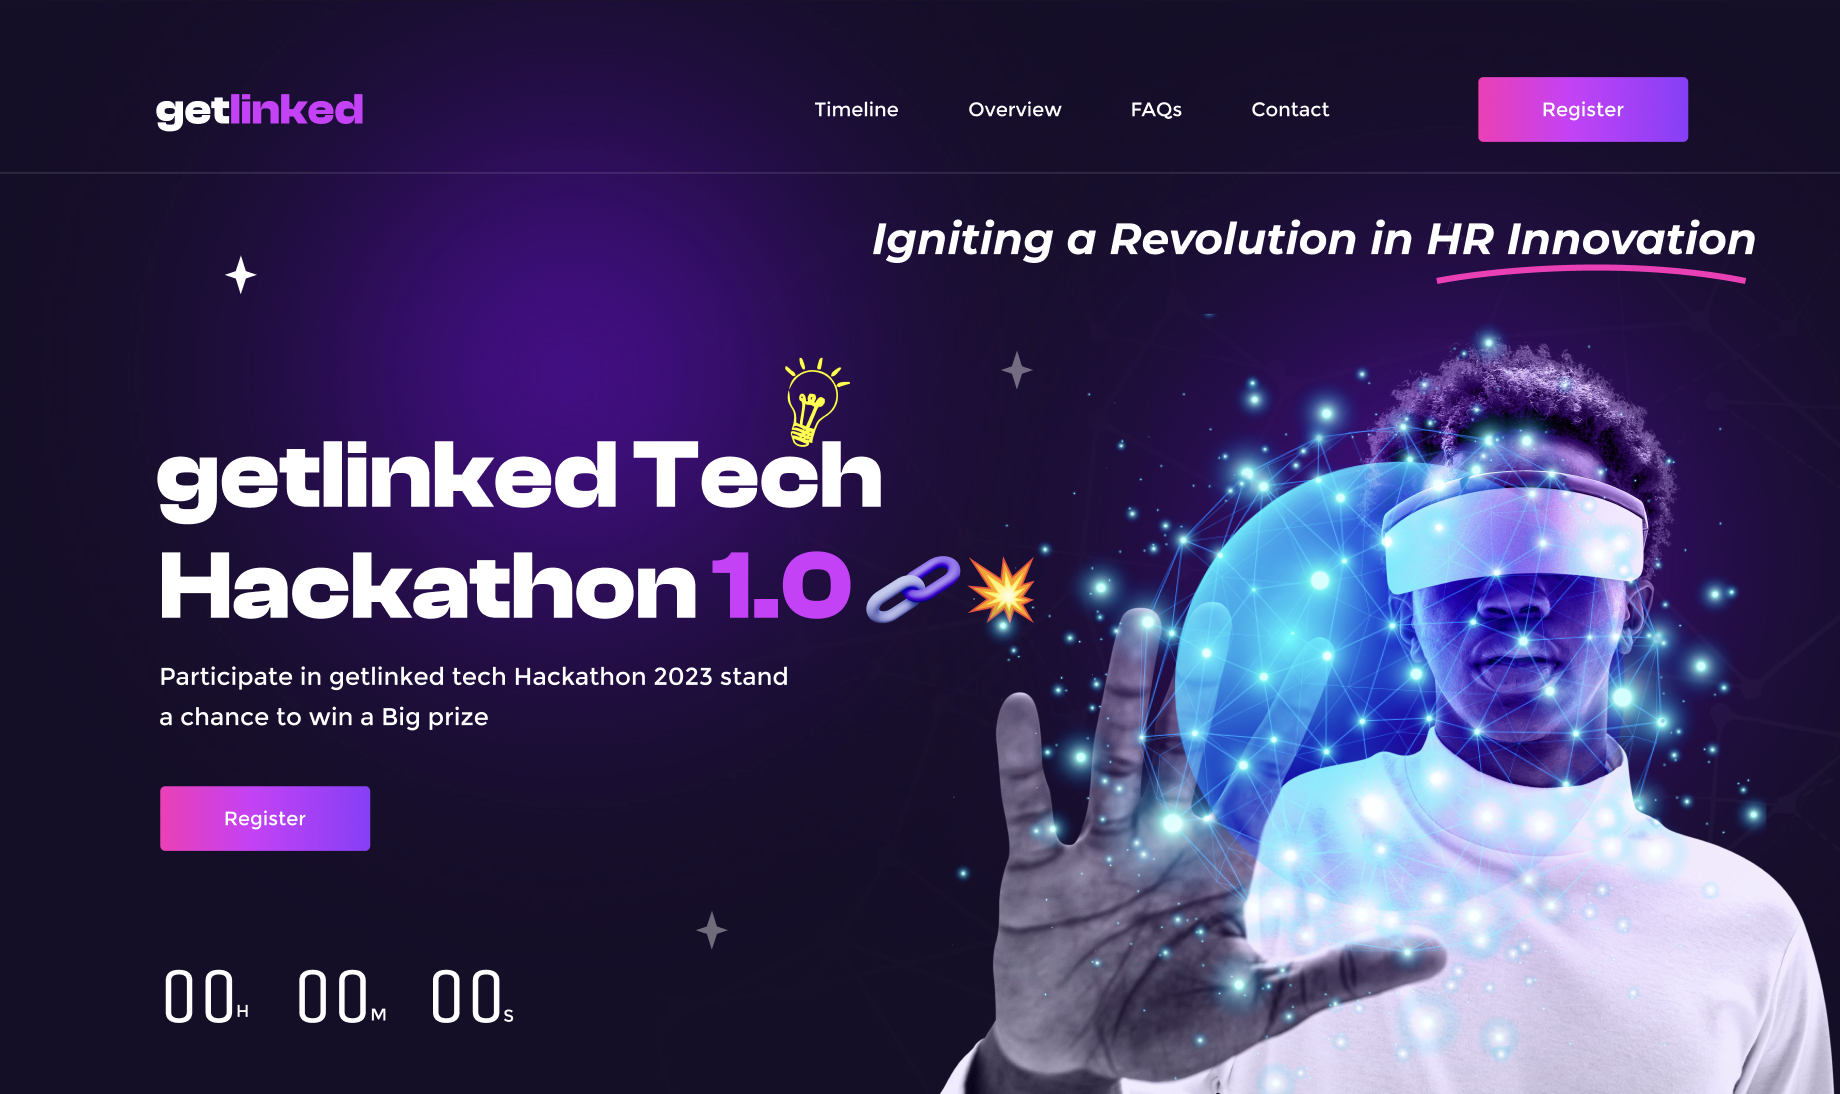 getlinked
Timeline Overview FAQs Contact Register
Igniting a Revolution in HR Innovation
getlinked Tech
Hackathon 1.0
Participate in getlinked tech Hackathon 2023 stand
a chance to win a Big prize
Register
00H 00M 00S